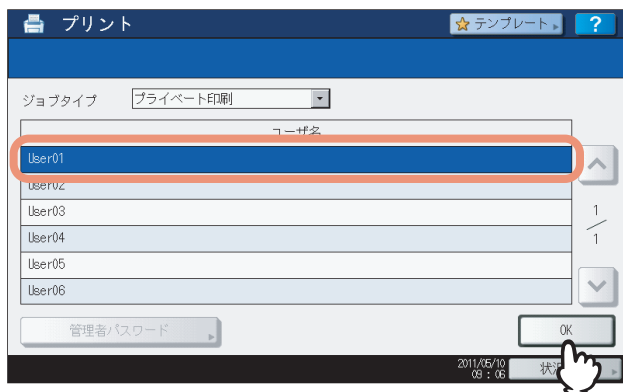 プリント
テンプレート
?
ジョブタイプ プライベート印刷
ユーザ名
User01
User02
User03
User04
User05
User06
1
1
管理者パスワード
OK
2011/05/10
09:06